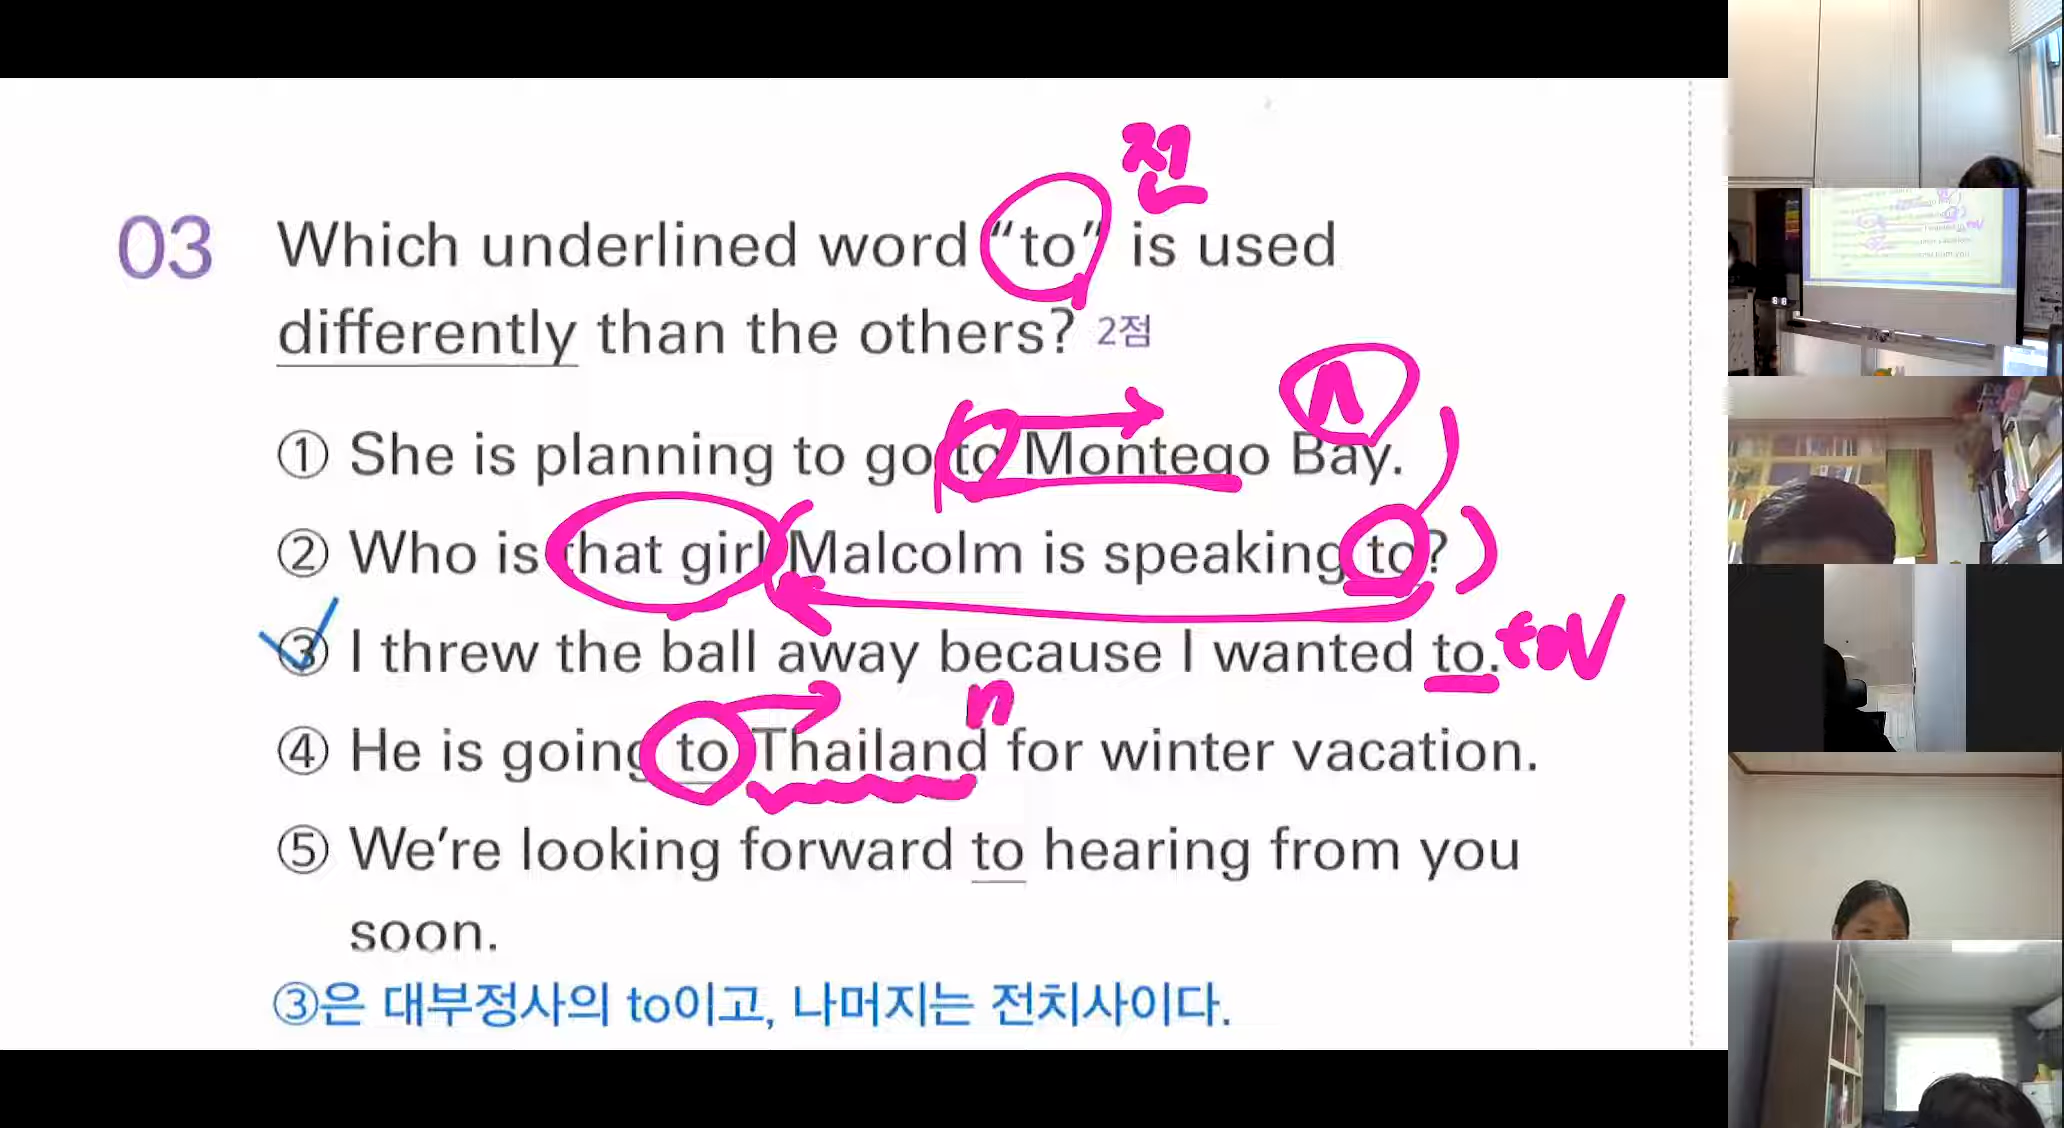 전
03 Which underlined word “to” is used
differently than the others? 2점
n
① She is planning to go to Montego Bay.
② Who is that girl Malcolm is speaking to?
③ I threw the ball away because I wanted to. toV
n
④ He is going to Thailand for winter vacation.
⑤ We’re looking forward to hearing from you
soon.
③은 대부정사의 to이고, 나머지는 전치사이다.